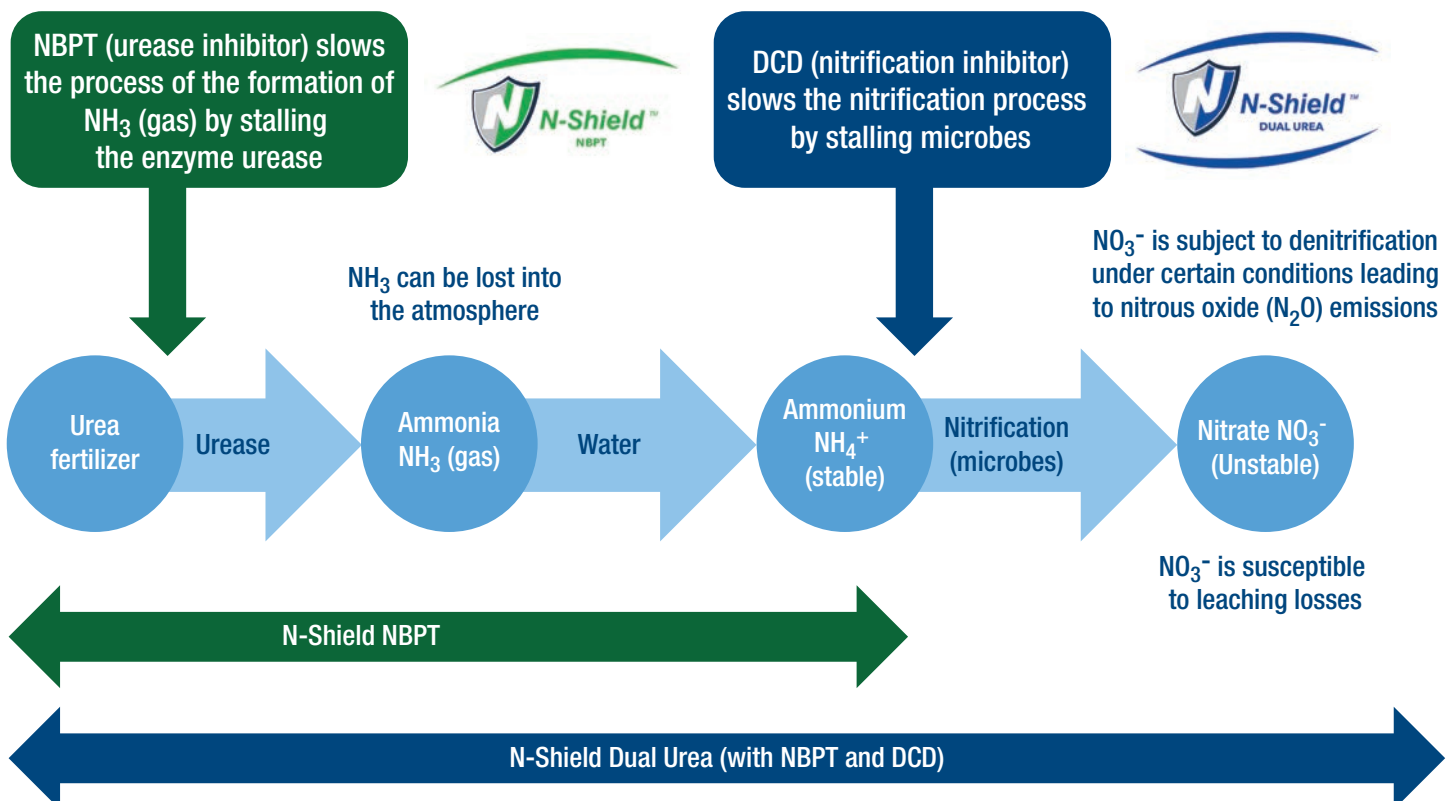 NBPT (urease inhibitor) slows
the process of the formation of
NH₃ (gas) by stalling
the enzyme urease
N-Shield™
NBPT
DCD (nitrification inhibitor)
slows the nitrification process
by stalling microbes
N-Shield™
DUAL UREA
NH₃ can be lost into
the atmosphere
NO₃⁻ is subject to denitrification
under certain conditions leading
to nitrous oxide (N₂O) emissions
Urea
fertilizer
Urease
Ammonia
NH₃ (gas)
Water
Ammonium
NH₄⁺
(stable)
Nitrification
(microbes)
Nitrate NO₃⁻
(Unstable)
NO₃⁻ is susceptible
to leaching losses
N-Shield NBPT
N-Shield Dual Urea (with NBPT and DCD)